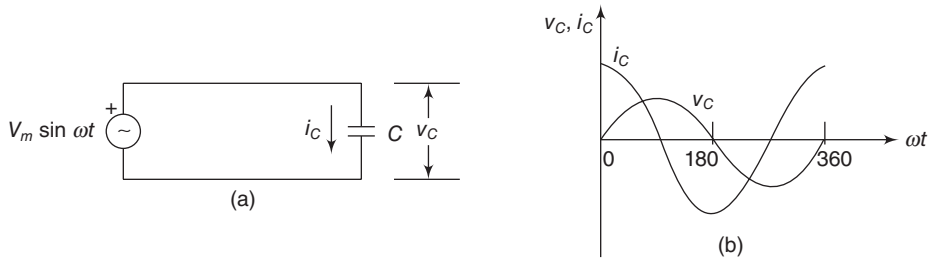 +
V_m sin ωt
~
i_C
C
v_C
(a)
v_C, i_C
i_C
v_C
0
180
360
ωt
(b)